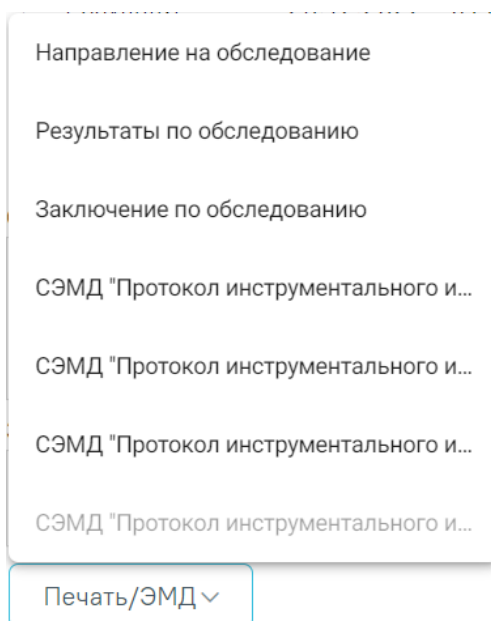 Направление на обследование
Результаты по обследованию
Заключение по обследованию
СЭМД "Протокол инструментального и...
СЭМД "Протокол инструментального и...
СЭМД "Протокол инструментального и...
СЭМД "Протокол инструментального и...
Печать/ЭМД